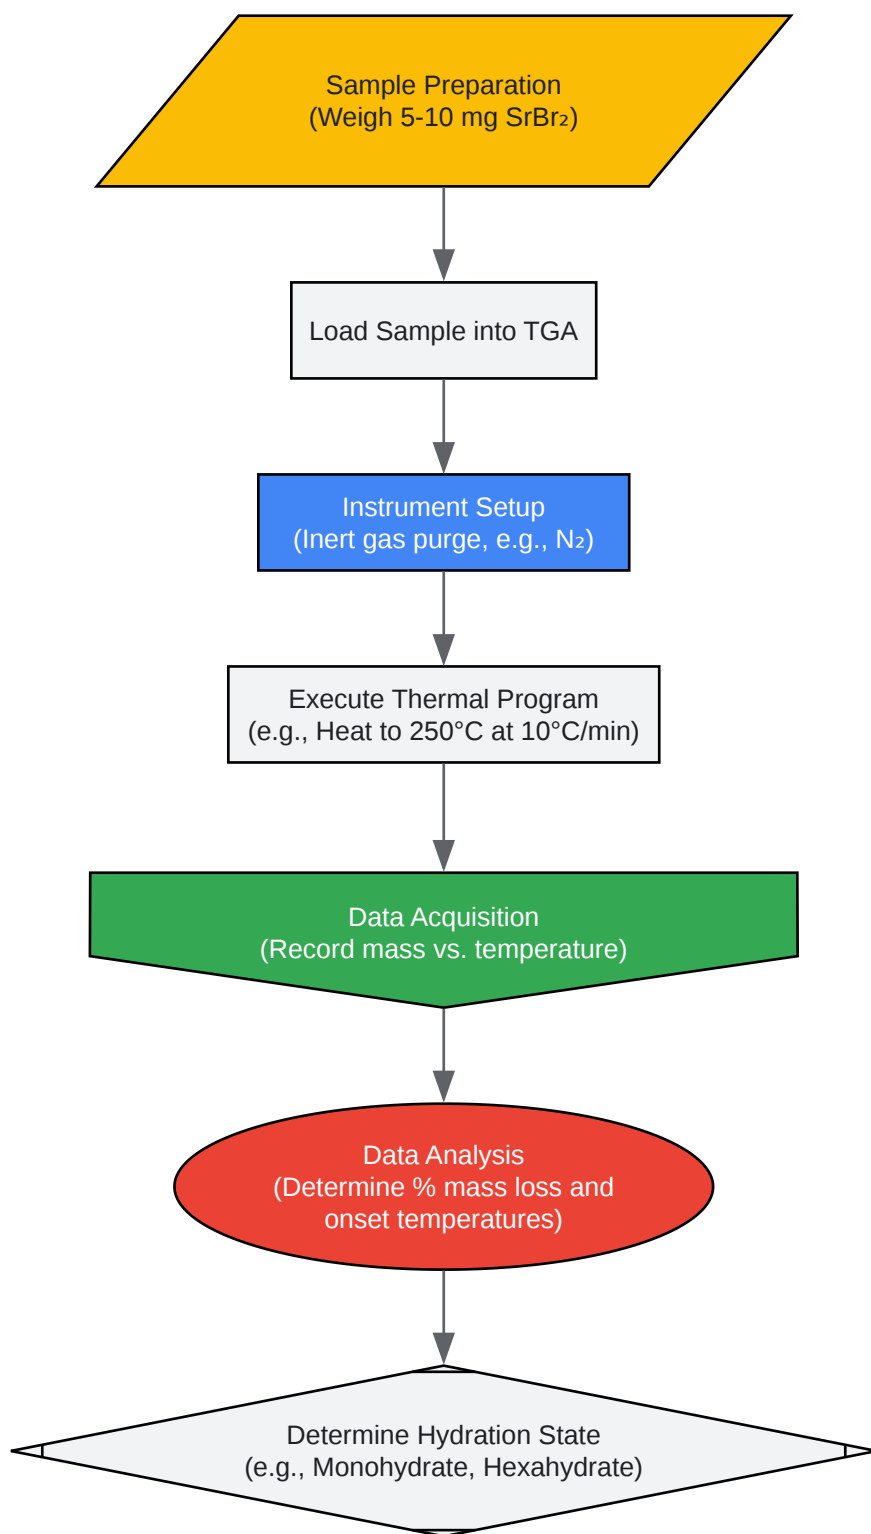 Sample Preparation
(Weigh 5-10 mg SrBr₂)
Load Sample into TGA
Instrument Setup
(Inert gas purge, e.g., N₂)
Execute Thermal Program
(e.g., Heat to 250°C at 10°C/min)
Data Acquisition
(Record mass vs. temperature)
Data Analysis
(Determine % mass loss and
onset temperatures)
Determine Hydration State
(e.g., Monohydrate, Hexahydrate)